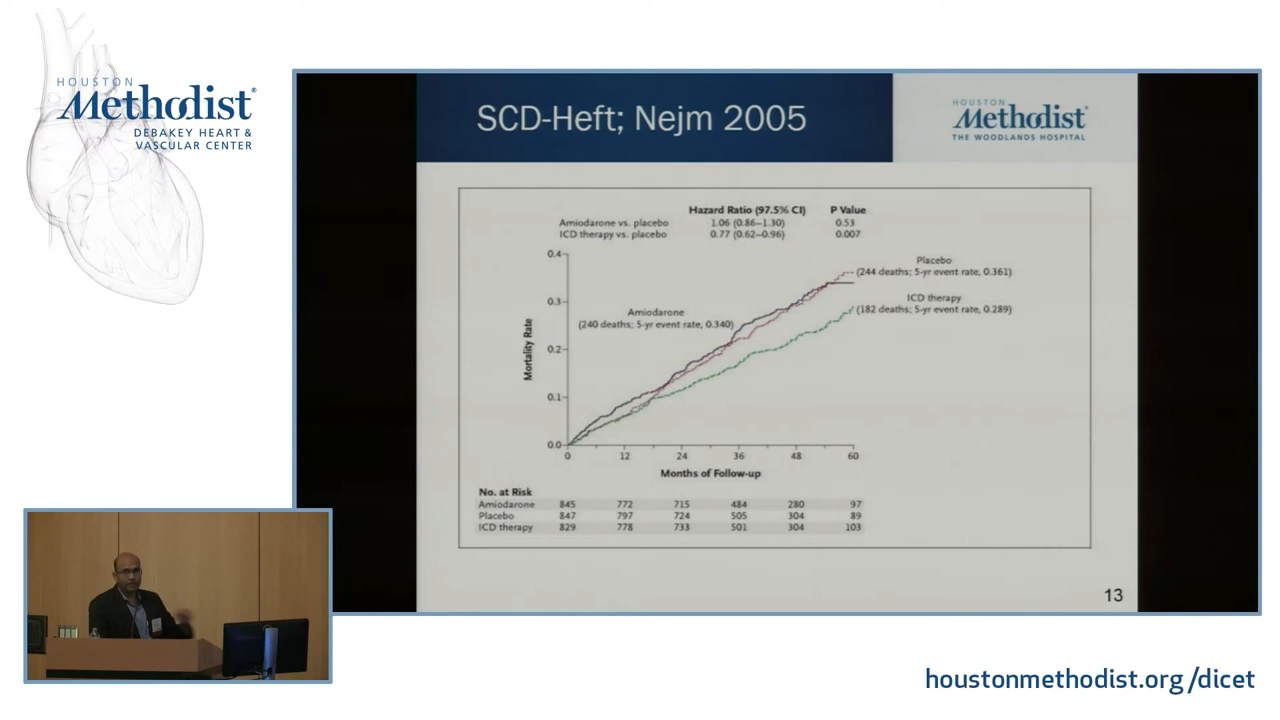 HOUSTON
Methodist®
DEBAKEY HEART &
VASCULAR CENTER
SCD-Heft; Nejm 2005
HOUSTON
Methodist
THE WOODLANDS HOSPITAL
Hazard Ratio (97.5% CI) P Value
Amiodarone vs. placebo 1.06 (0.86–1.30) 0.53
ICD therapy vs. placebo 0.77 (0.62–0.96) 0.007
Mortality Rate
0.4
0.3
0.2
0.1
0.0
Placebo
(244 deaths; 5-yr event rate, 0.361)
ICD therapy
(182 deaths; 5-yr event rate, 0.289)
Amiodarone
(240 deaths; 5-yr event rate, 0.340)
0 12 24 36 48 60
Months of Follow-up
No. at Risk
Amiodarone 845 772 715 484 280 97
Placebo 847 797 724 505 304 89
ICD therapy 829 778 733 501 304 103
13
houstonmethodist.org/dicet